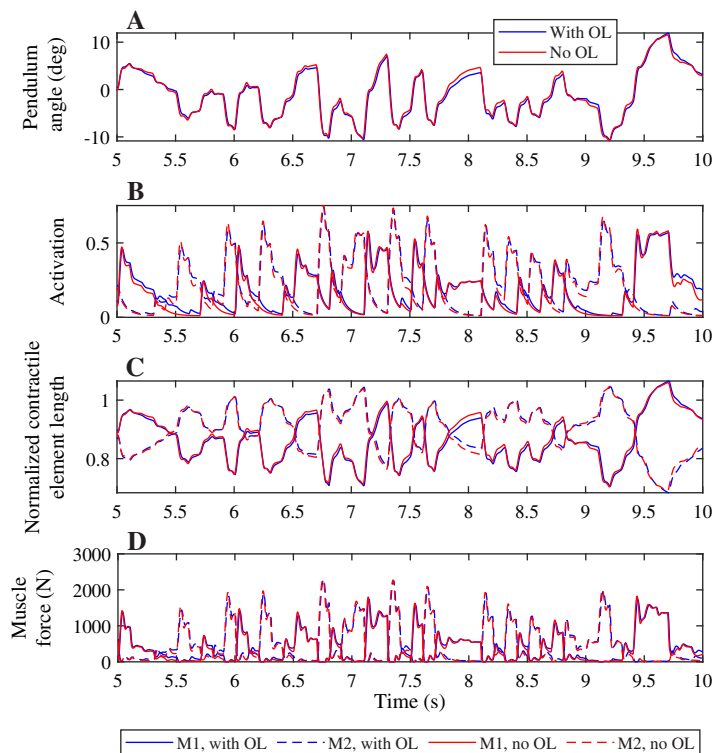 A
With OL
No OL
Pendulum
angle (deg)
10
0
-10
5 5.5 6 6.5 7 7.5 8 8.5 9 9.5 10
B
Activation
0.5
0
5 5.5 6 6.5 7 7.5 8 8.5 9 9.5 10
C
Normalized contractile
element length
1
0.8
5 5.5 6 6.5 7 7.5 8 8.5 9 9.5 10
D
Muscle
force (N)
3000
2000
1000
0
5 5.5 6 6.5 7 7.5 8 8.5 9 9.5 10
Time (s)
M1, with OL M2, with OL M1, no OL M2, no OL